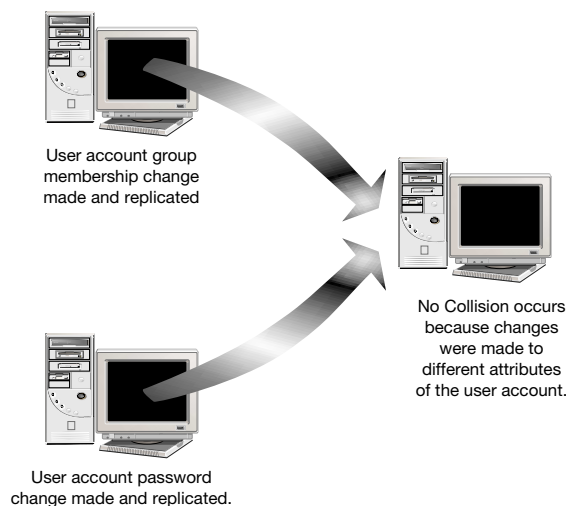 User account group
membership change
made and replicated
No Collision occurs
because changes
were made to
different attributes
of the user account.
User account password
change made and replicated.